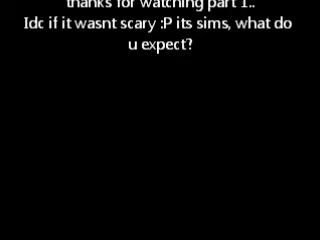 thanks for watching part 1..
Idc if it wasnt scary :P its sims, what do
u expect?